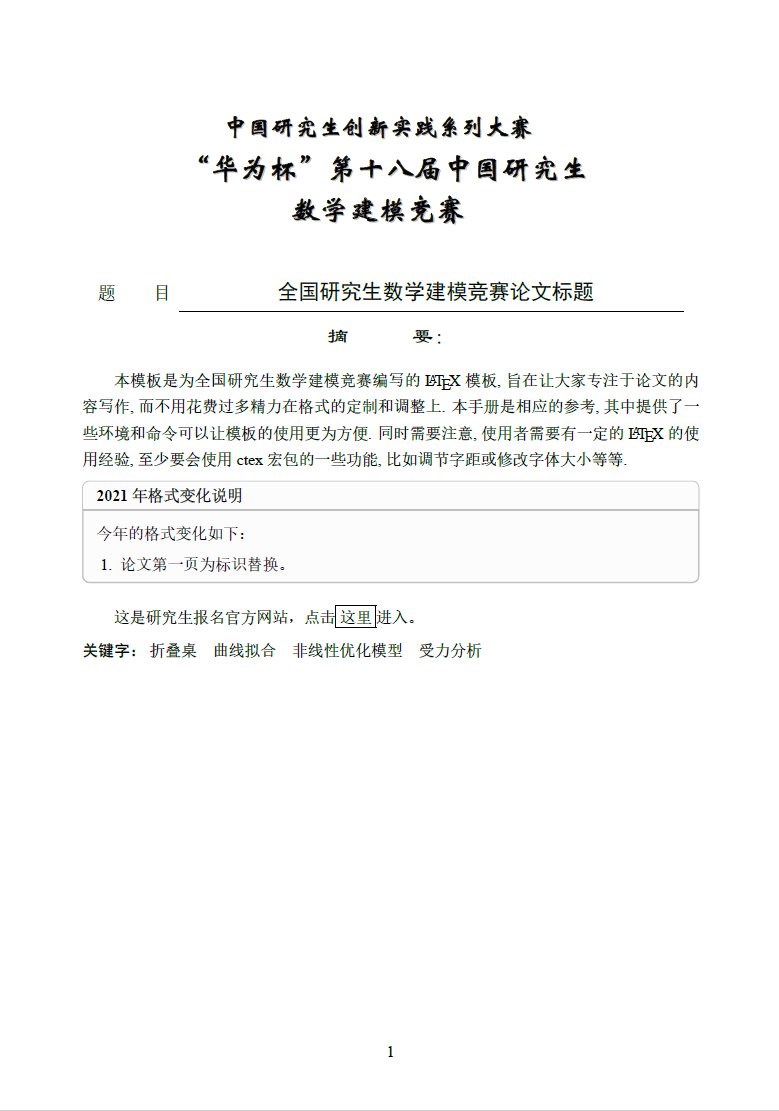 中国研究生创新实践系列大赛
“华为杯”第十八届中国研究生
数学建模竞赛
题 目 全国研究生数学建模竞赛论文标题
摘 要:
本模板是为全国研究生数学建模竞赛编写的 LATEX 模板, 旨在让大家专注于论文的内
容写作, 而不用花费过多精力在格式的定制和调整上. 本手册是相应的参考, 其中提供了一
些环境和命令可以让模板的使用更为方便. 同时需要注意, 使用者需要有一定的 LATEX 的使
用经验, 至少要会使用 ctex 宏包的一些功能, 比如调节字距或修改字体大小等等.
2021 年格式变化说明
今年的格式变化如下：
1. 论文第一页为标识替换。
这是研究生报名官方网站，点击 这里 进入。
关键字： 折叠桌 曲线拟合 非线性优化模型 受力分析
1